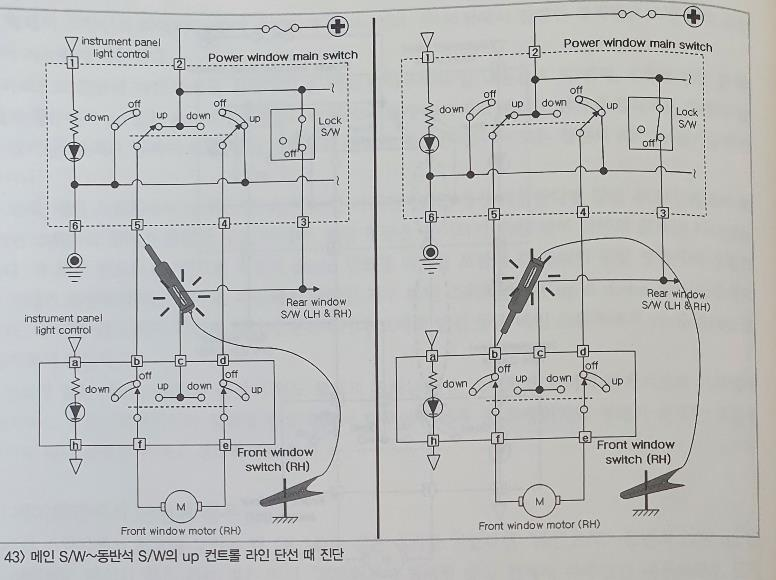 instrument panel
light control
Power window main switch
1
2
down
off
up
down
off
up
Lock
S/W
off
6
5
4
3
Rear window
S/W (LH & RH)
instrument panel
light control
a
b
c
d
down
off
up
down
off
up
h
f
e
Front window
switch (RH)
M
Front window motor (RH)
Power window main switch
1
2
down
off
up
down
off
up
Lock
S/W
off
6
5
4
3
Rear window
S/W (LH & RH)
a
b
c
d
down
off
up
down
off
up
h
f
e
Front window
switch (RH)
M
Front window motor (RH)
43〉 메인 S/W~동반석 S/W의 up 컨트롤 라인 단선 때 진단